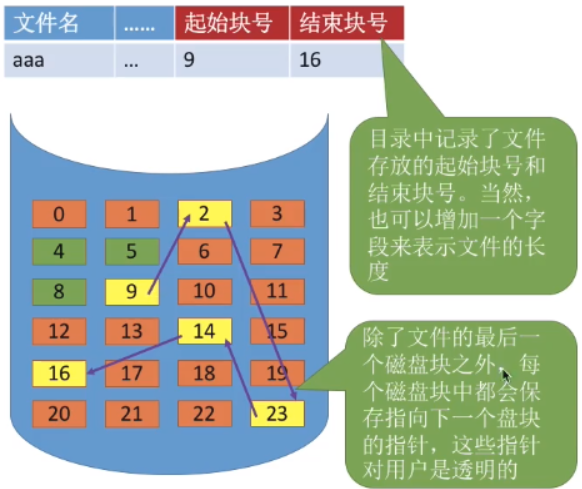 文件名 …… 起始块号 结束块号
aaa … 9 16
目录中记录了文件
存放的起始块号和
结束块号。当然，
也可以增加一个字
段来表示文件的长
度
0 1 2 3
4 5 6 7
8 9 10 11
12 13 14 15
16 17 18 19
20 21 22 23
除了文件的最后一
个磁盘块之外，每
个磁盘块中都会保
存指向下一个盘块
的指针，这些指针
对用户是透明的